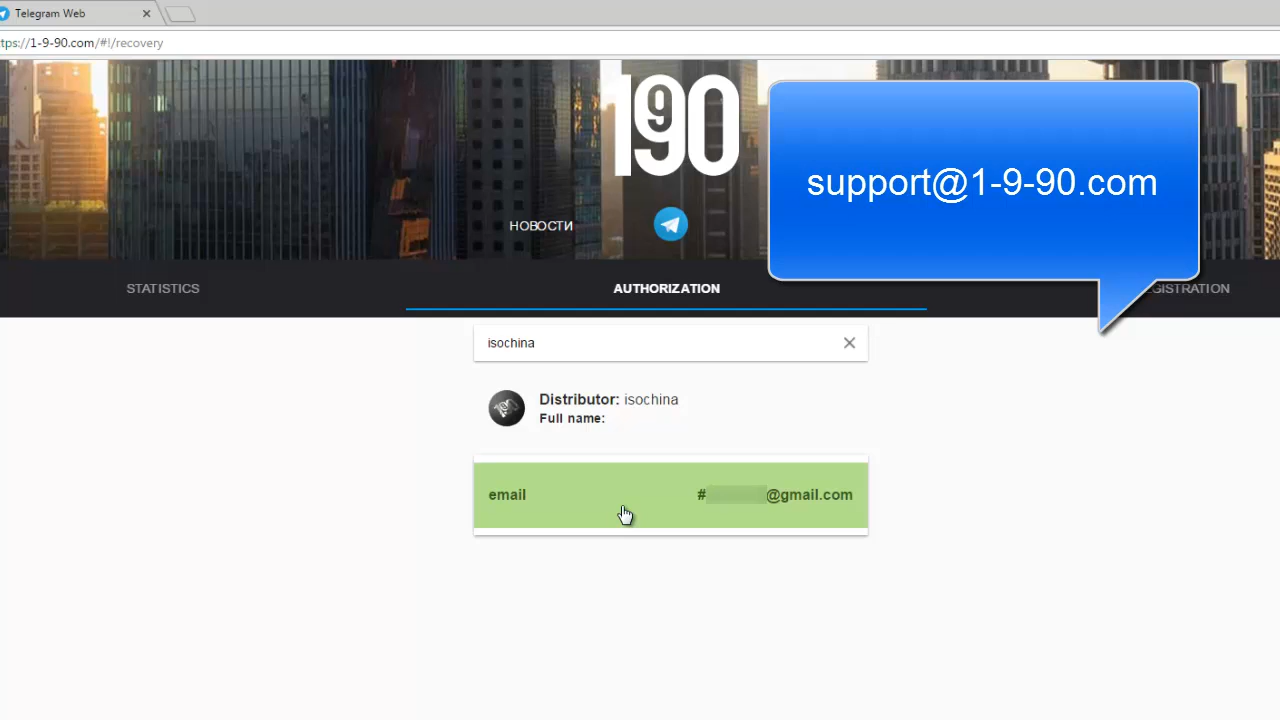 Telegram Web
tps://1-9-90.com/#!/recovery
1990
support@1-9-90.com
НОВОСТИ
STATISTICS
AUTHORIZATION
GISTRATION
isochina
Distributor: isochina
Full name:
email
# @gmail.com